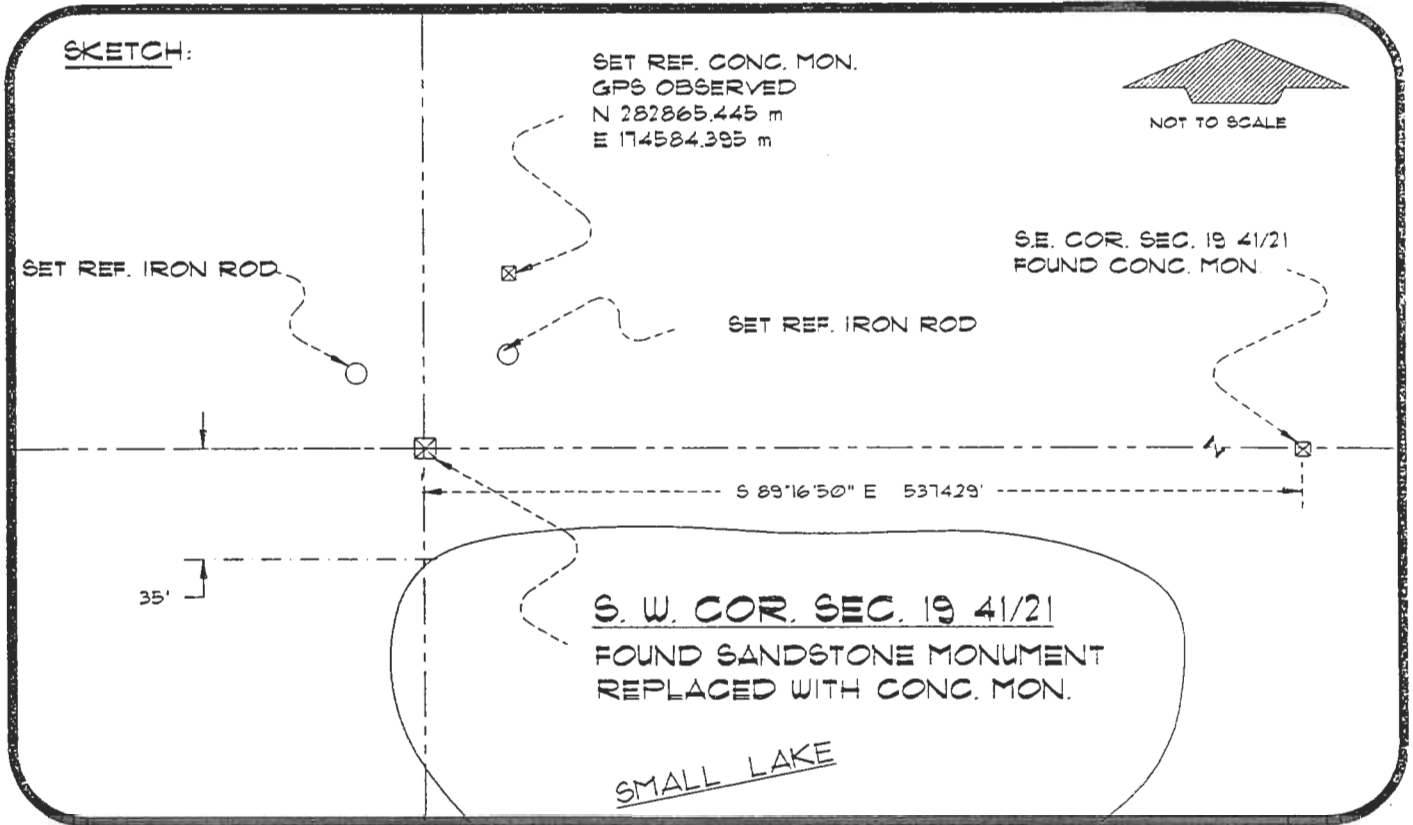 SKETCH:
SET REF. CONC. MON.
GPS OBSERVED
N 282865.445 m
E 174584.395 m
NOT TO SCALE
SET REF. IRON ROD
S.E. COR. SEC. 19 41/21
FOUND CONC. MON.
SET REF. IRON ROD
S 89°16'50" E 5374.29'
35'
S. W. COR. SEC. 19 41/21
FOUND SANDSTONE MONUMENT
REPLACED WITH CONC. MON.
SMALL LAKE